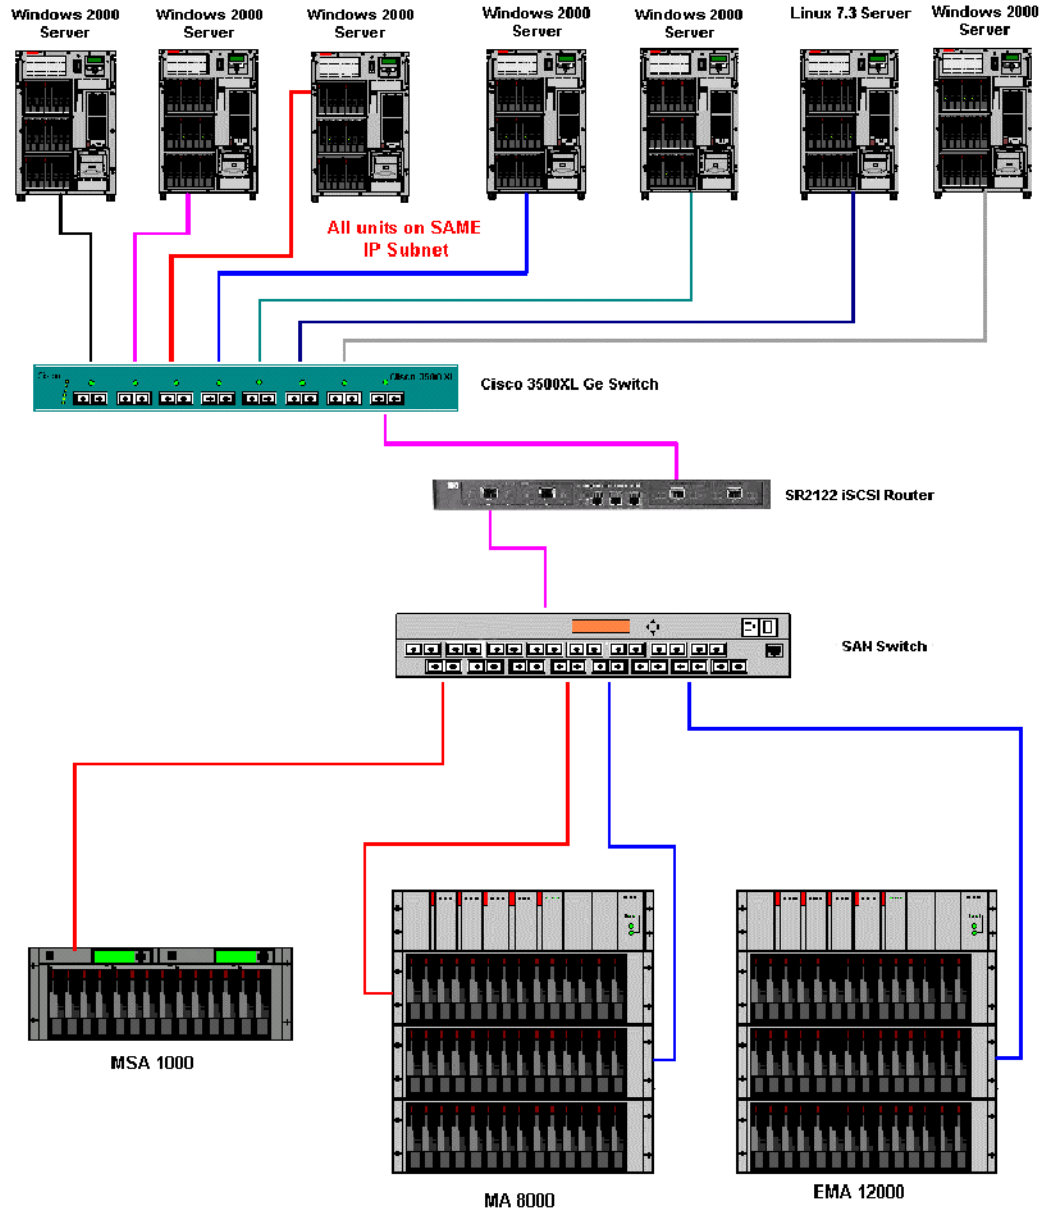 Windows 2000
Server
Windows 2000
Server
Windows 2000
Server
Windows 2000
Server
Windows 2000
Server
Linux 7.3 Server
Windows 2000
Server
All units on SAME
IP Subnet
Cisco 3500 XL
Cisco 3500XL Ge Switch
SR2122 iSCSI Router
SAN Switch
MSA 1000
MA 8000
EMA 12000